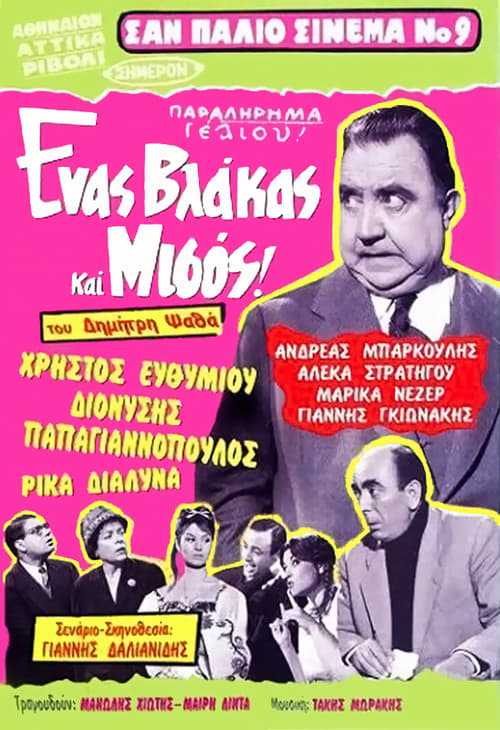 ΑΘΗΝΑΙΟΝ
ΑΤΤΙΚΑ
ΡΙΒΟΛΙ
ΣΗΜΕΡΟΝ
ΣΑΝ ΠΑΛΙΟ ΣΙΝΕΜΑ Νο 9
ΠΑΡΑΛΗΡΗΜΑ
ΓΕΛΙΟΥ!
Ενας Βλάκας
και Μισός!
του Δημήτρη Ψαθά
ΧΡΗΣΤΟΣ ΕΥΘΥΜΙΟΥ
ΔΙΟΝΥΣΗΣ
ΠΑΠΑΓΙΑΝΝΟΠΟΥΛΟΣ
ΡΙΚΑ ΔΙΑΛΥΝΑ
ΑΝΔΡΕΑΣ ΜΠΑΡΚΟΥΛΗΣ
ΑΛΕΚΑ ΣΤΡΑΤΗΓΟΥ
ΜΑΡΙΚΑ ΝΕΖΕΡ
ΓΙΑΝΝΗΣ ΓΚΙΩΝΑΚΗΣ
Σενάριο-Σκηνοθεσία:
ΓΙΑΝΝΗΣ ΔΑΛΙΑΝΙΔΗΣ
Τραγουδούν: ΜΑΝΩΛΗΣ ΧΙΩΤΗΣ-ΜΑΙΡΗ ΛΙΝΤΑ
Μουσικη: ΤΑΚΗΣ ΜΩΡΑΚΗΣ